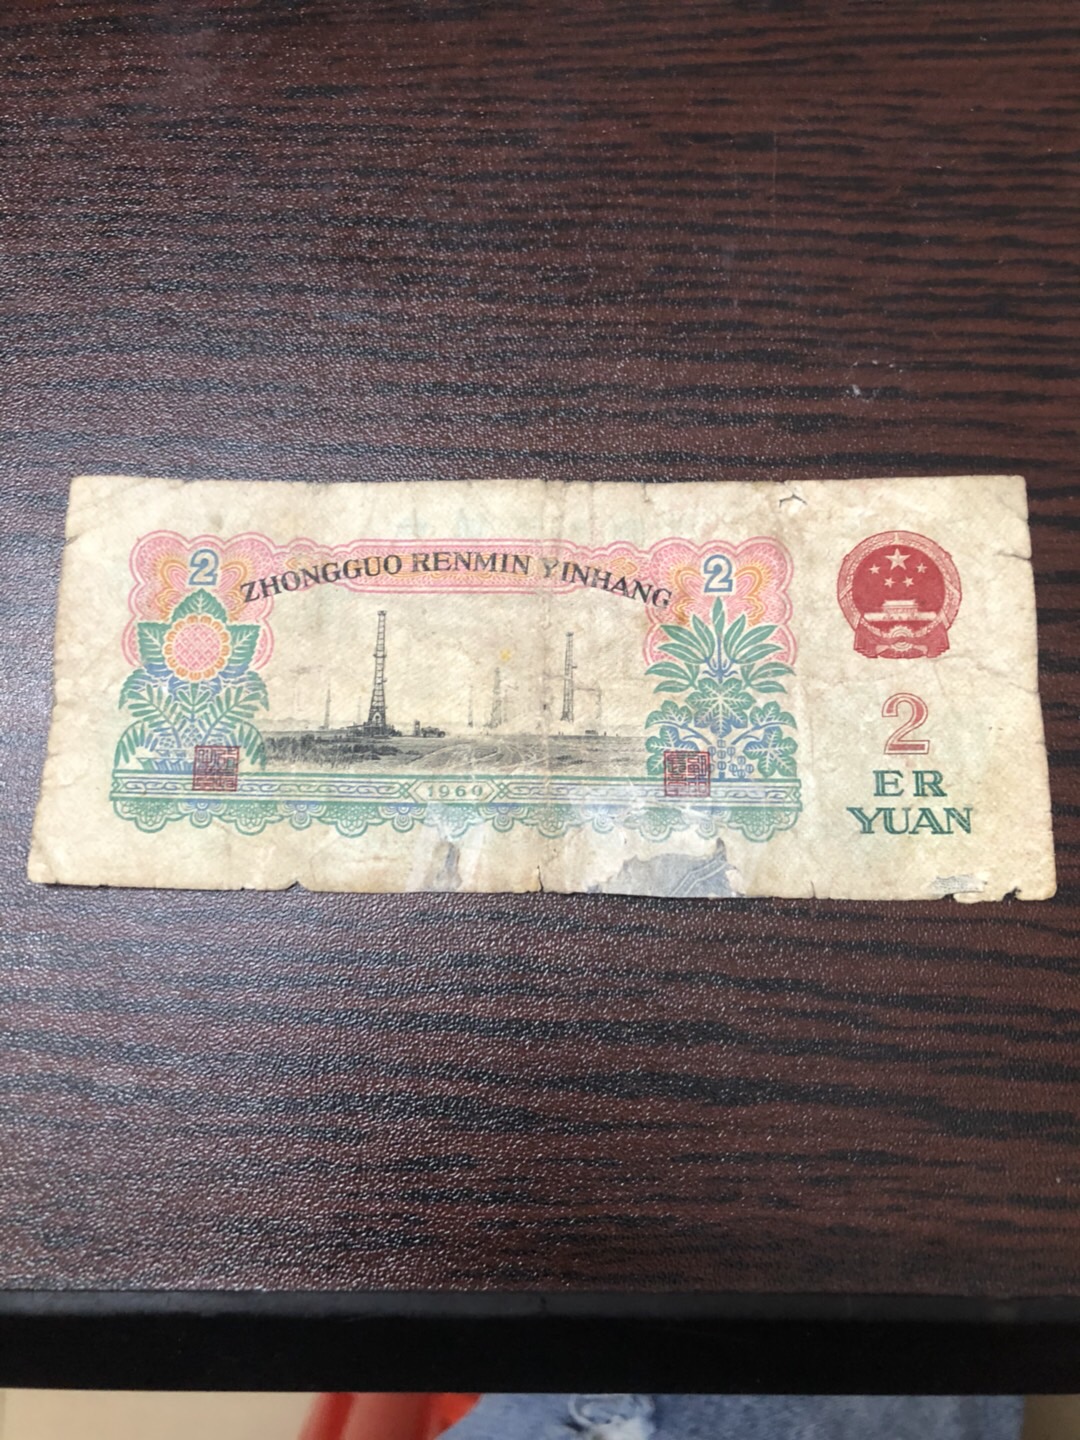 2
ZHONGGUO RENMIN YINHANG
2
1960
2
ER
YUAN